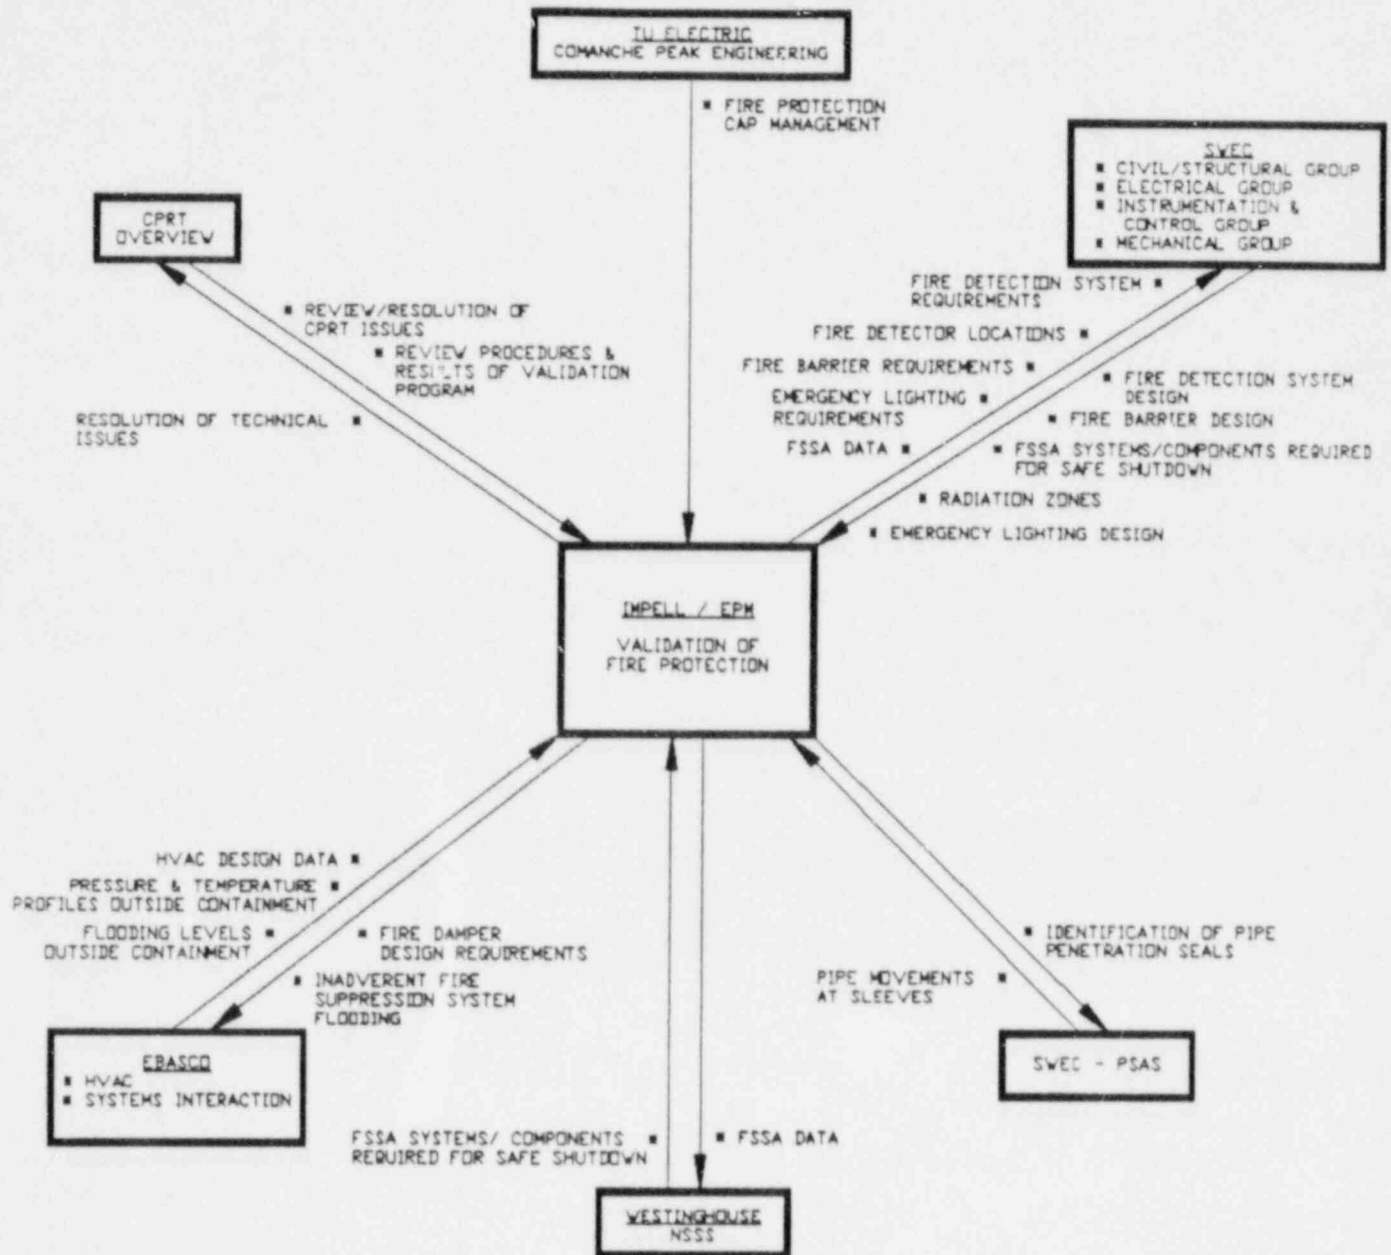 TU ELECTRIC
COMANCHE PEAK ENGINEERING
■ FIRE PROTECTION
CAP MANAGEMENT
SWEC
■ CIVIL/STRUCTURAL GROUP
■ ELECTRICAL GROUP
■ INSTRUMENTATION &
CONTROL GROUP
■ MECHANICAL GROUP
CPRT
OVERVIEW
■ REVIEW/RESOLUTION OF
CPRT ISSUES
■ REVIEW PROCEDURES &
RESULTS OF VALIDATION
PROGRAM
RESOLUTION OF TECHNICAL ■
ISSUES
FIRE DETECTION SYSTEM ■
REQUIREMENTS
FIRE DETECTOR LOCATIONS ■
FIRE BARRIER REQUIREMENTS ■
EMERGENCY LIGHTING ■
REQUIREMENTS
FSSA DATA ■
■ FIRE DETECTION SYSTEM
DESIGN
■ FIRE BARRIER DESIGN
■ FSSA SYSTEMS/COMPONENTS REQUIRED
FOR SAFE SHUTDOWN
■ RADIATION ZONES
■ EMERGENCY LIGHTING DESIGN
IMPELL / EPM
VALIDATION OF
FIRE PROTECTION
HVAC DESIGN DATA ■
PRESSURE & TEMPERATURE ■
PROFILES OUTSIDE CONTAINMENT
FLOODING LEVELS ■
OUTSIDE CONTAINMENT
■ FIRE DAMPER
DESIGN REQUIREMENTS
■ INADVERENT FIRE
SUPPRESSION SYSTEM
FLOODING
■ IDENTIFICATION OF PIPE
PENETRATION SEALS
PIPE MOVEMENTS ■
AT SLEEVES
EBASCO
■ HVAC
■ SYSTEMS INTERACTION
SWEC - PSAS
FSSA SYSTEMS/ COMPONENTS ■
REQUIRED FOR SAFE SHUTDOWN
■ FSSA DATA
WESTINGHOUSE
NSSS